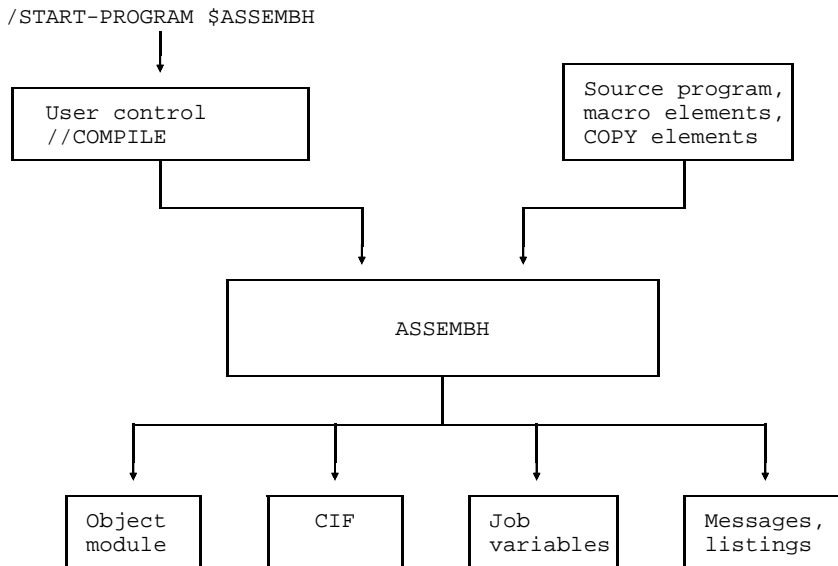 /START-PROGRAM $ASSEMBH
User control
//COMPILE
Source program,
macro elements,
COPY elements
ASSEMBH
Object
module
CIF
Job
variables
Messages,
listings